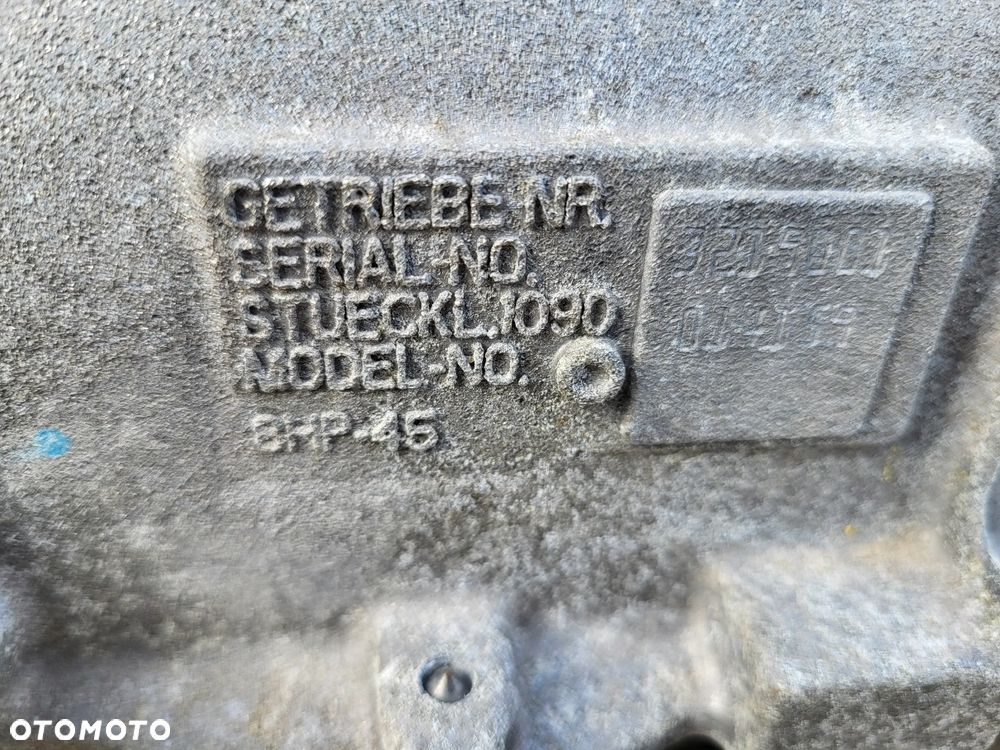 GETRIEBE-NR.
SERIAL-NO.
STUECKL.1090
MODEL-NO.
8HP-45
OTOMOTO